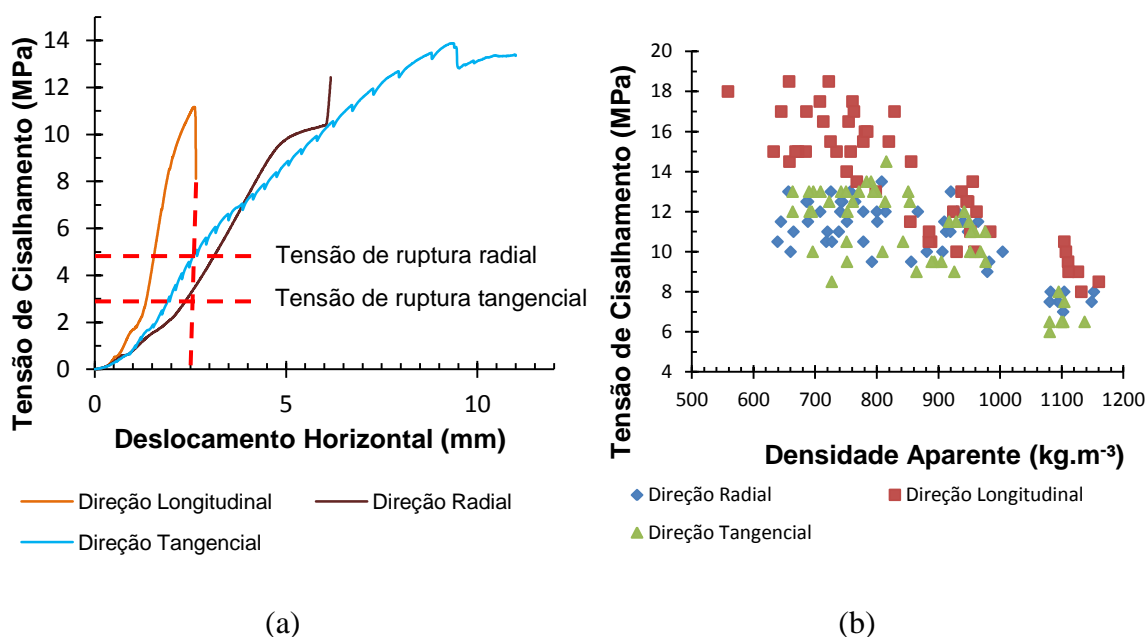 Tensão de Cisalhamento (MPa)
14
12
10
8
6
4
2
0
Tensão de ruptura radial
Tensão de ruptura tangencial
0
5
10
Deslocamento Horizontal (mm)
Direção Longitudinal
Direção Radial
Direção Tangencial
(a)
Tensão de Cisalhamento (MPa)
20
18
16
14
12
10
8
6
4
500 600 700 800 900 1000 1100 1200
Densidade Aparente (kg.m⁻³)
Direção Radial
Direção Longitudinal
Direção Tangencial
(b)